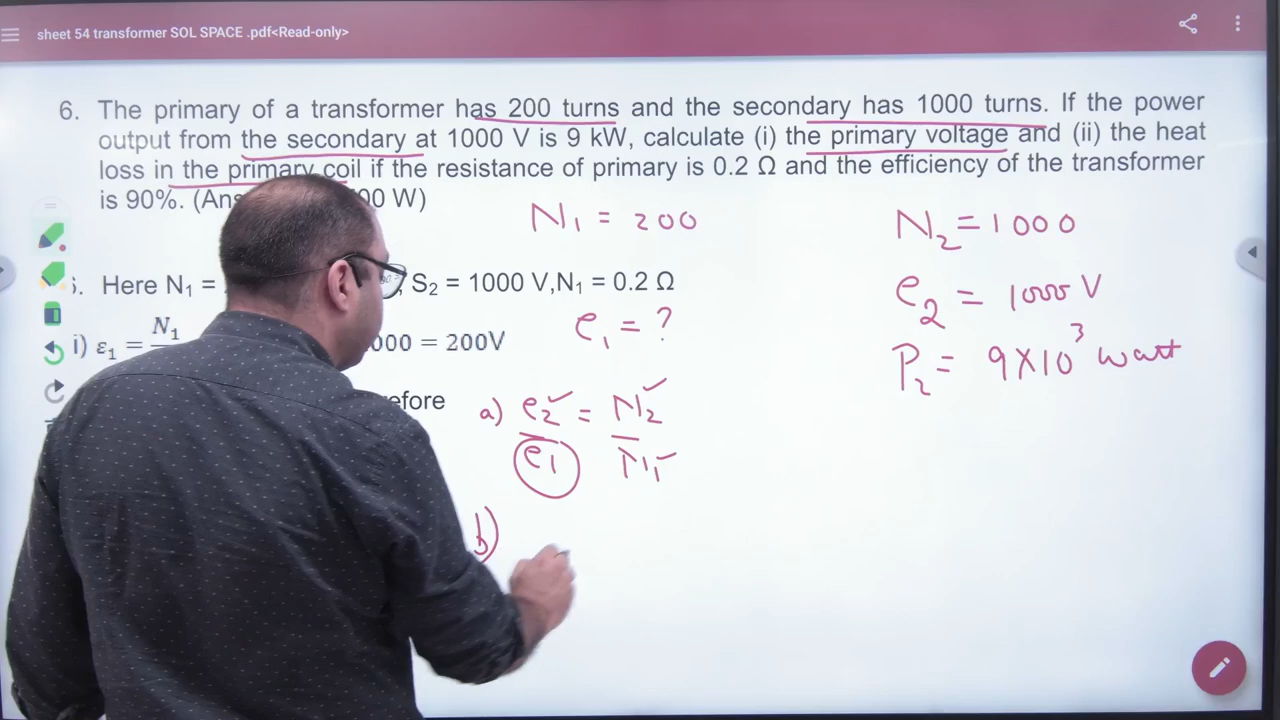 sheet 54 transformer SOL SPACE .pdf<Read-only>
6. The primary of a transformer has 200 turns and the secondary has 1000 turns. If the power
output from the secondary at 1000 V is 9 kW, calculate (i) the primary voltage and (ii) the heat
loss in the primary coil if the resistance of primary is 0.2 Ω and the efficiency of the transformer
is 90%. (Ans 00 W)
N1 = 200
N2 = 1000
Here N1 = , S2 = 1000 V,N1 = 0.2 Ω
e2 = 1000 V
e1 = ?
i) ε1 = N1 000 = 200V
P2 = 9X10³ watt
efore
a) e2 = N2
e1 N1
b)